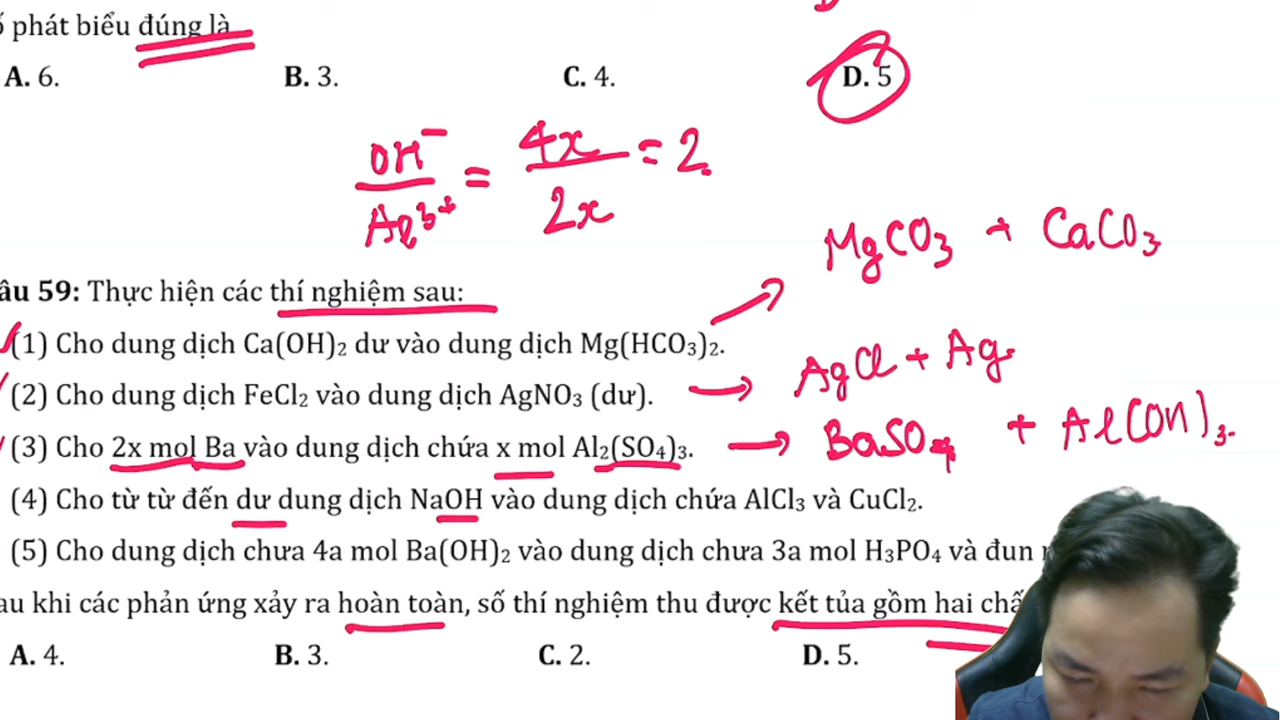 phát biểu đúng là
A. 6. B. 3. C. 4. D. 5
OH⁻/Al³⁺ = 4x/2x = 2.
MgCO₃ + CaCO₃
59: Thực hiện các thí nghiệm sau:
(1) Cho dung dịch Ca(OH)₂ dư vào dung dịch Mg(HCO₃)₂.
AgCl + Ag.
(2) Cho dung dịch FeCl₂ vào dung dịch AgNO₃ (dư). →
(3) Cho 2x mol Ba vào dung dịch chứa x mol Al₂(SO₄)₃. → BaSO₄ + Al(OH)₃.
(4) Cho từ từ đến dư dung dịch NaOH vào dung dịch chứa AlCl₃ và CuCl₂.
(5) Cho dung dịch chưa 4a mol Ba(OH)₂ vào dung dịch chưa 3a mol H₃PO₄ và đun
khi các phản ứng xảy ra hoàn toàn, số thí nghiệm thu được kết tủa gồm hai
A. 4. B. 3. C. 2. D. 5.